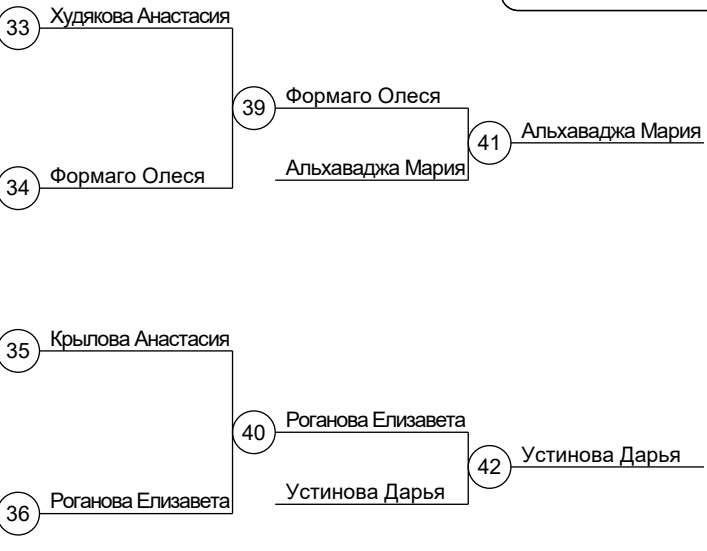 33 Худякова Анастасия
39 Формаго Олеся
41 Альхаваджа Мария
34 Формаго Олеся
Альхаваджа Мария
35 Крылова Анастасия
40 Роганова Елизавета
42 Устинова Дарья
36 Роганова Елизавета
Устинова Дарья